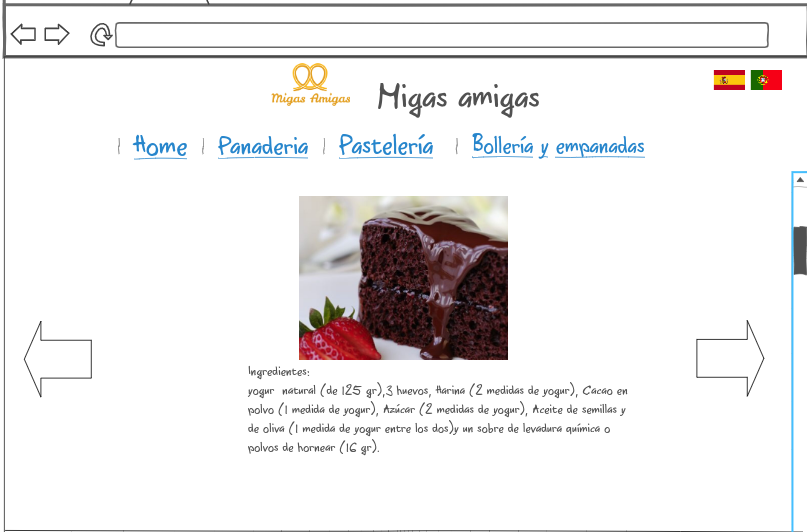 Migas Amigas
Migas amigas
| Home | Panaderia | Pastelería | Bollería y empanadas
Ingredientes:
yogur natural (de 125 gr),3 huevos, Harina (2 medidas de yogur), Cacao en
polvo (1 medida de yogur), Azúcar (2 medidas de yogur), Aceite de semillas y
de oliva (1 medida de yogur entre los dos)y un sobre de levadura química o
polvos de hornear (16 gr).